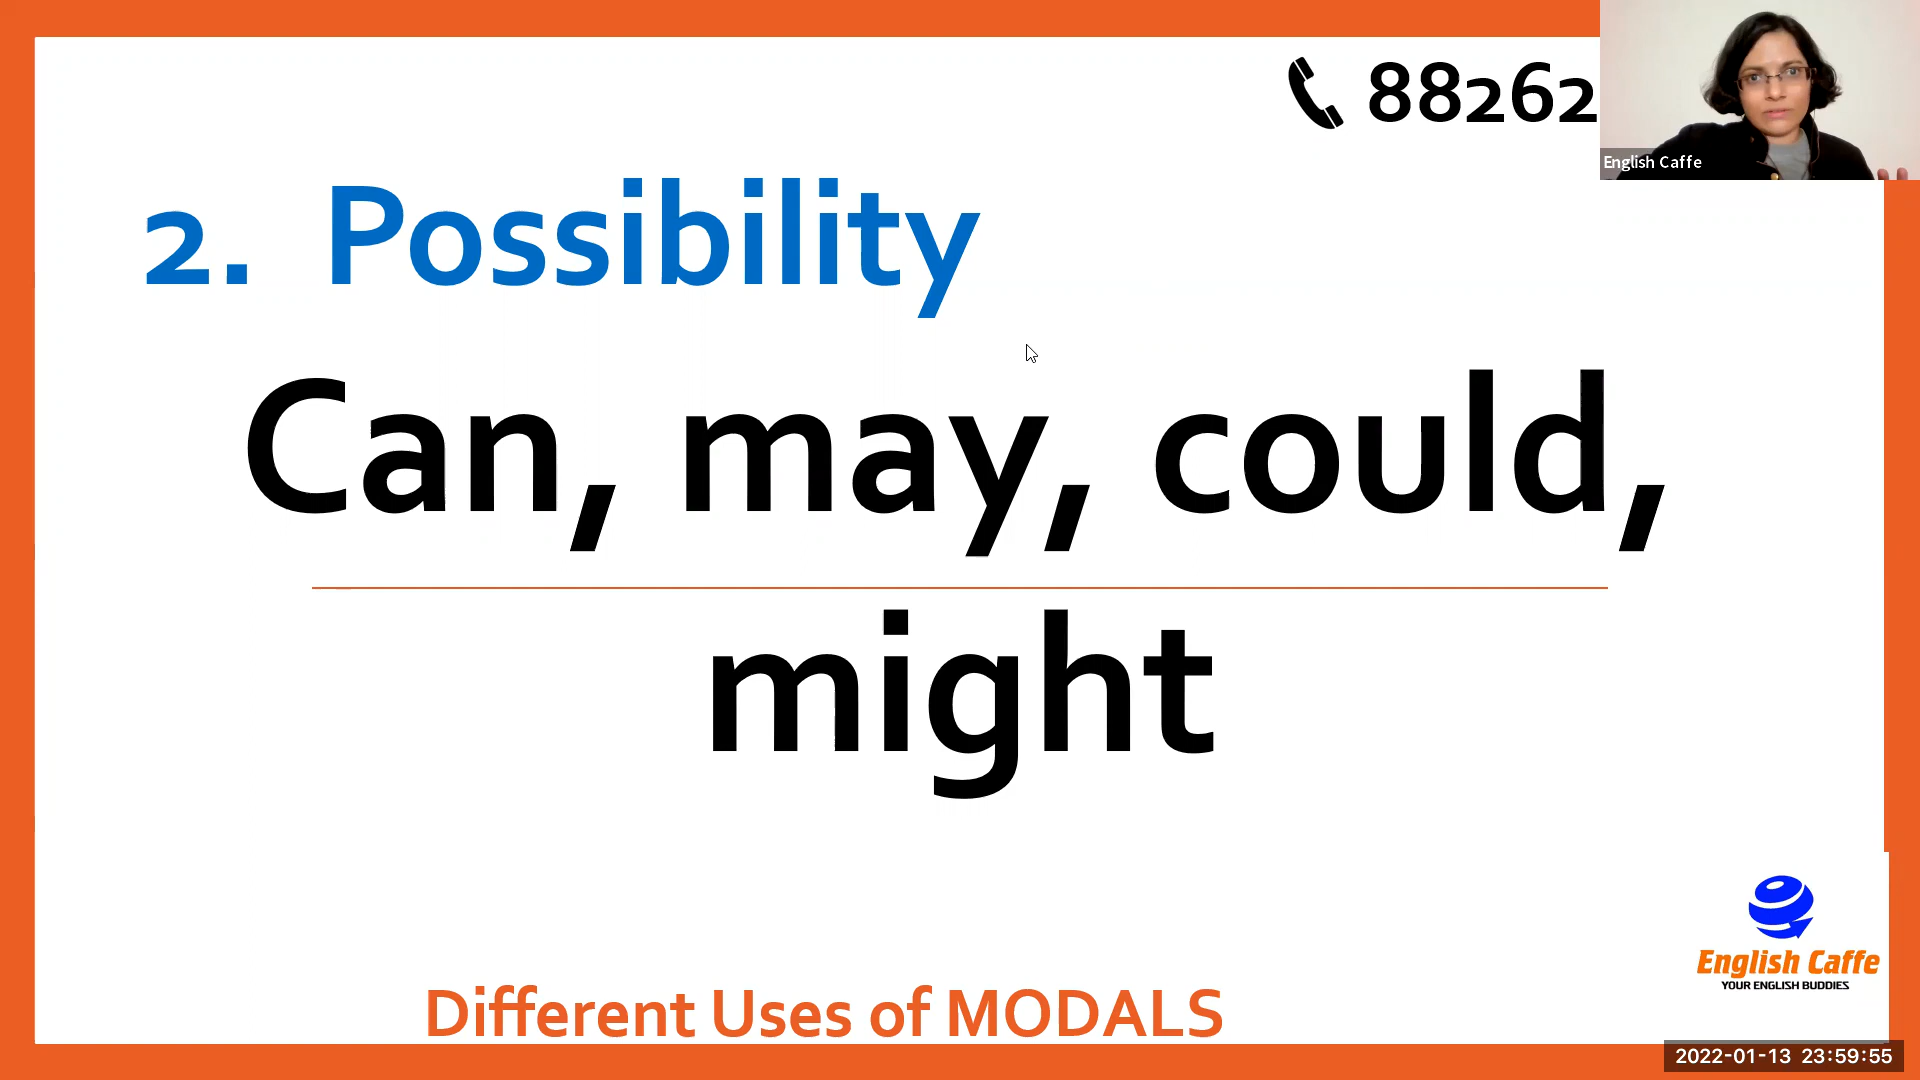 88262
English Caffe
2. Possibility
Can, may, could,
might
English Caffe
YOUR ENGLISH BUDDIES
Different Uses of MODALS
2022-01-13 23:59:55